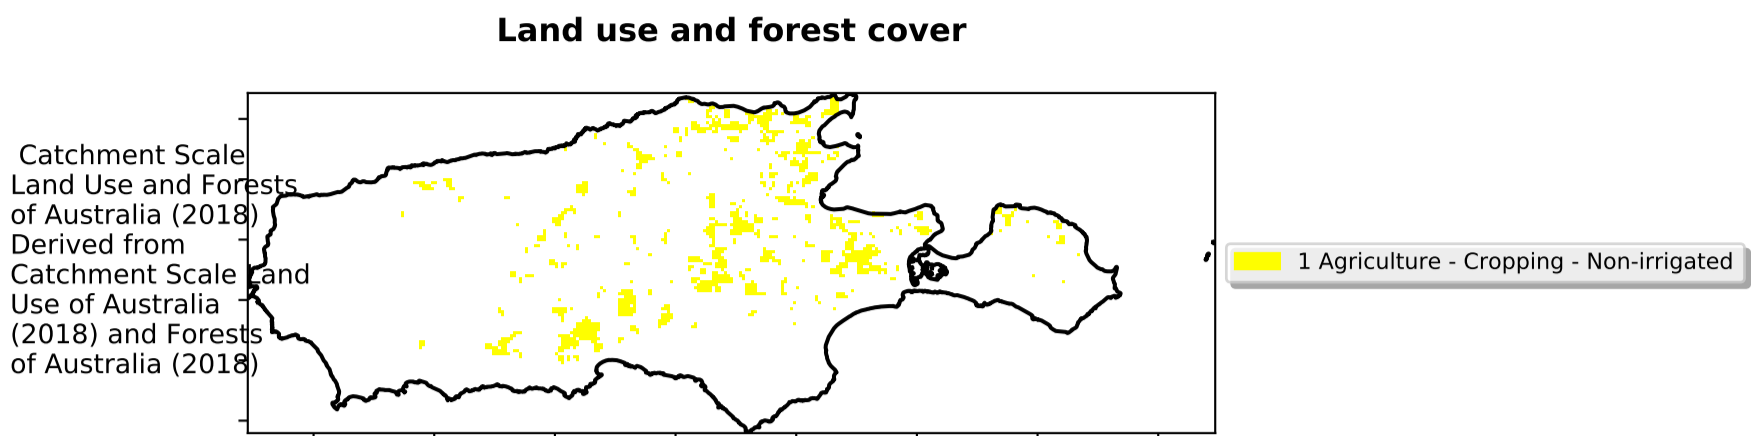 Land use and forest cover
Catchment Scale
Land Use and Forests
of Australia (2018)
Derived from
Catchment Scale Land
Use of Australia
(2018) and Forests
of Australia (2018)
1 Agriculture - Cropping - Non-irrigated